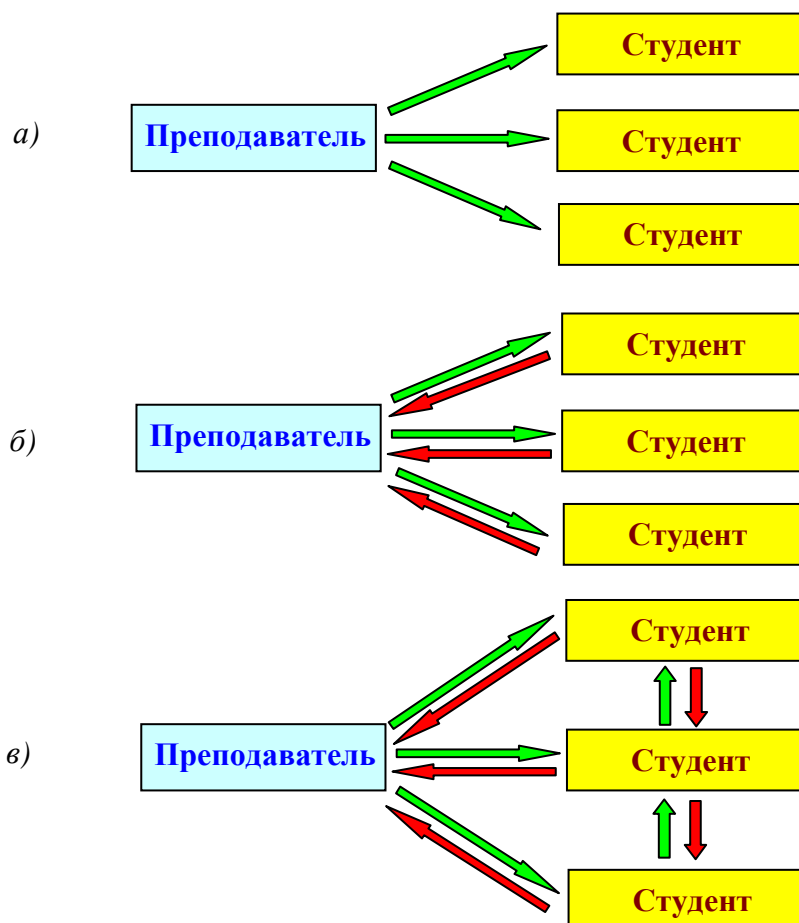 Студент
а)
Преподаватель
Студент
Студент
Студент
б)
Преподаватель
Студент
Студент
Студент
в)
Преподаватель
Студент
Студент